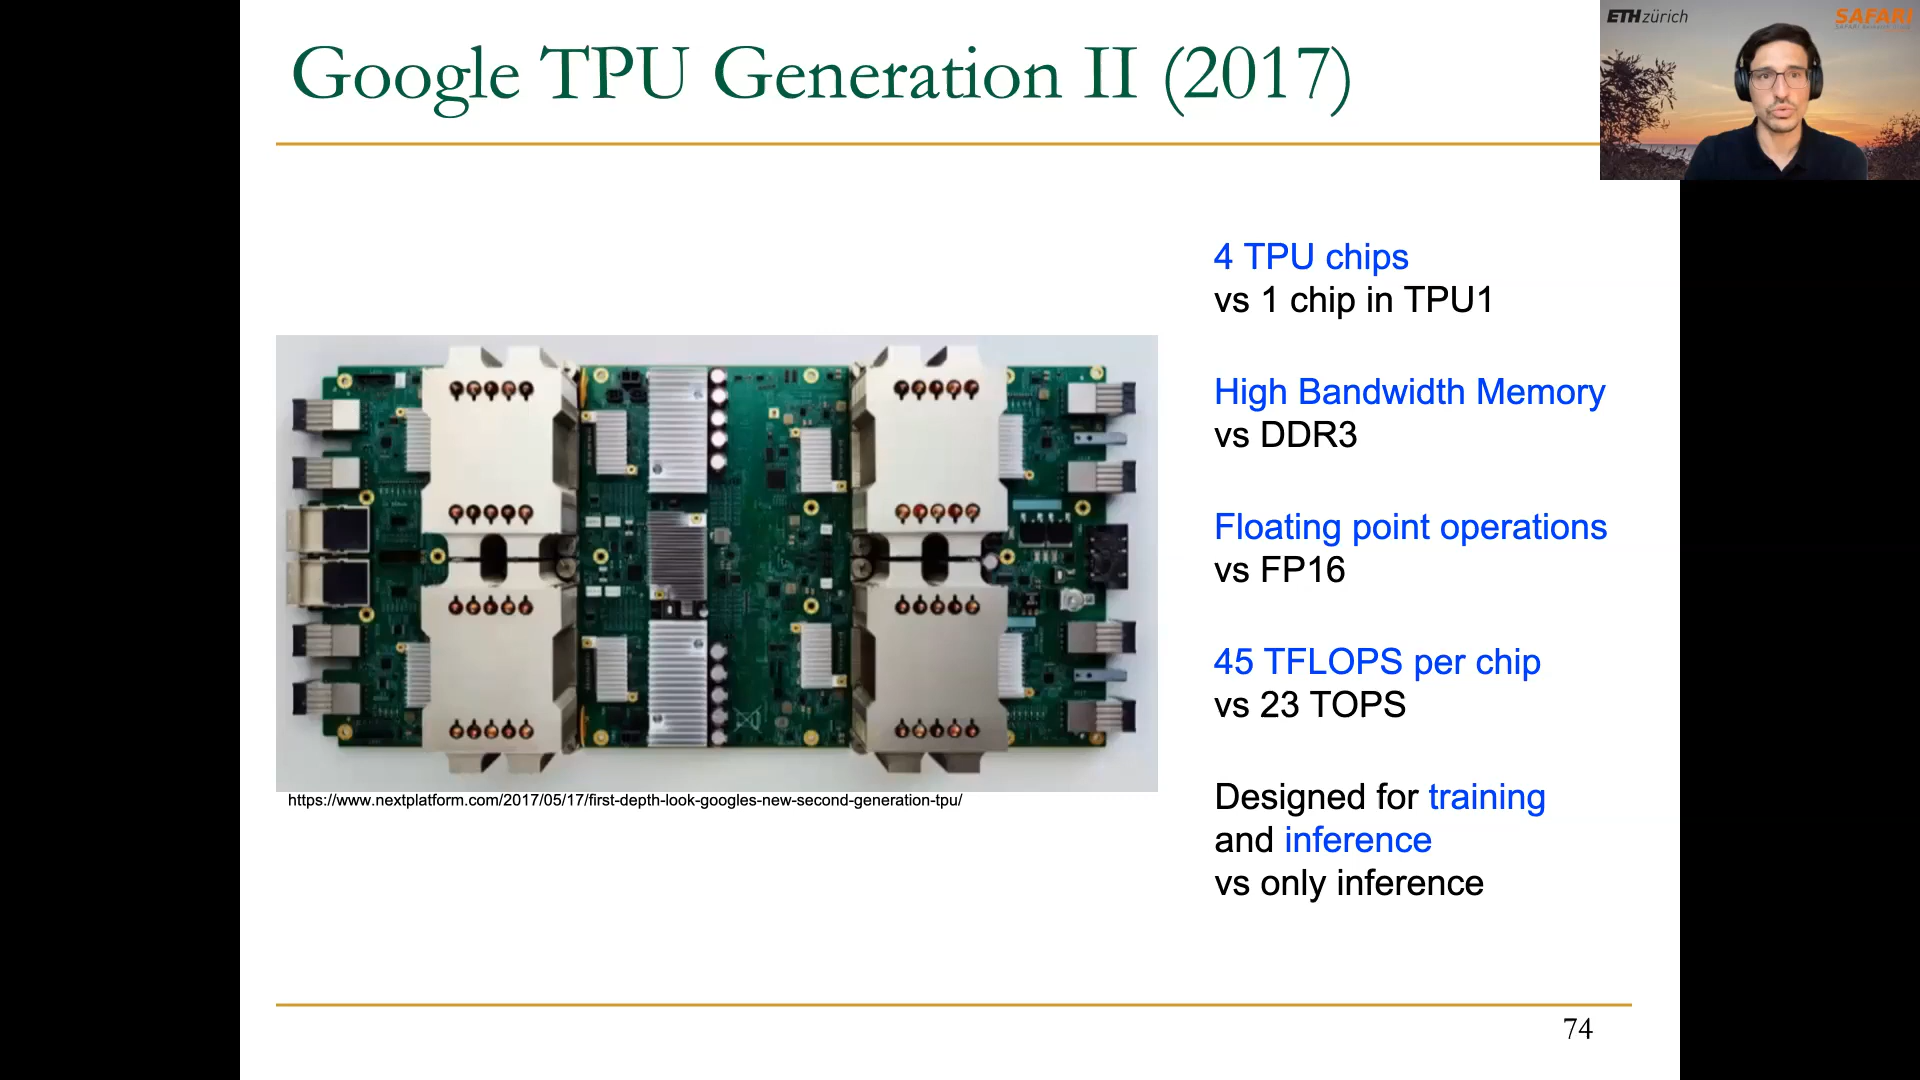 Google TPU Generation II (2017)
ETH zürich
SAFARI
4 TPU chips
vs 1 chip in TPU1
High Bandwidth Memory
vs DDR3
Floating point operations
vs FP16
45 TFLOPS per chip
vs 23 TOPS
Designed for training
and inference
vs only inference
https://www.nextplatform.com/2017/05/17/first-depth-look-googles-new-second-generation-tpu/
74